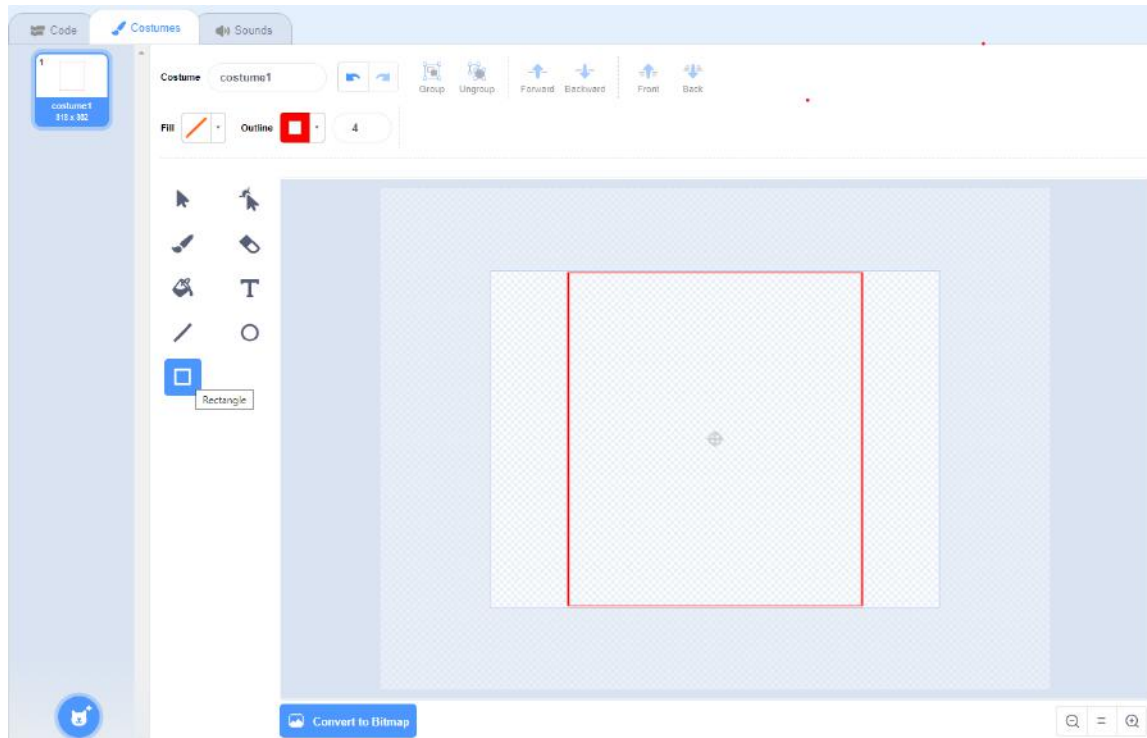 Code
Costumes
Sounds
1
costume1
Costume
costume1
Group
Ungroup
Forward
Backward
Front
Back
Fill
Outline
4
Rectangle
Convert to Bitmap